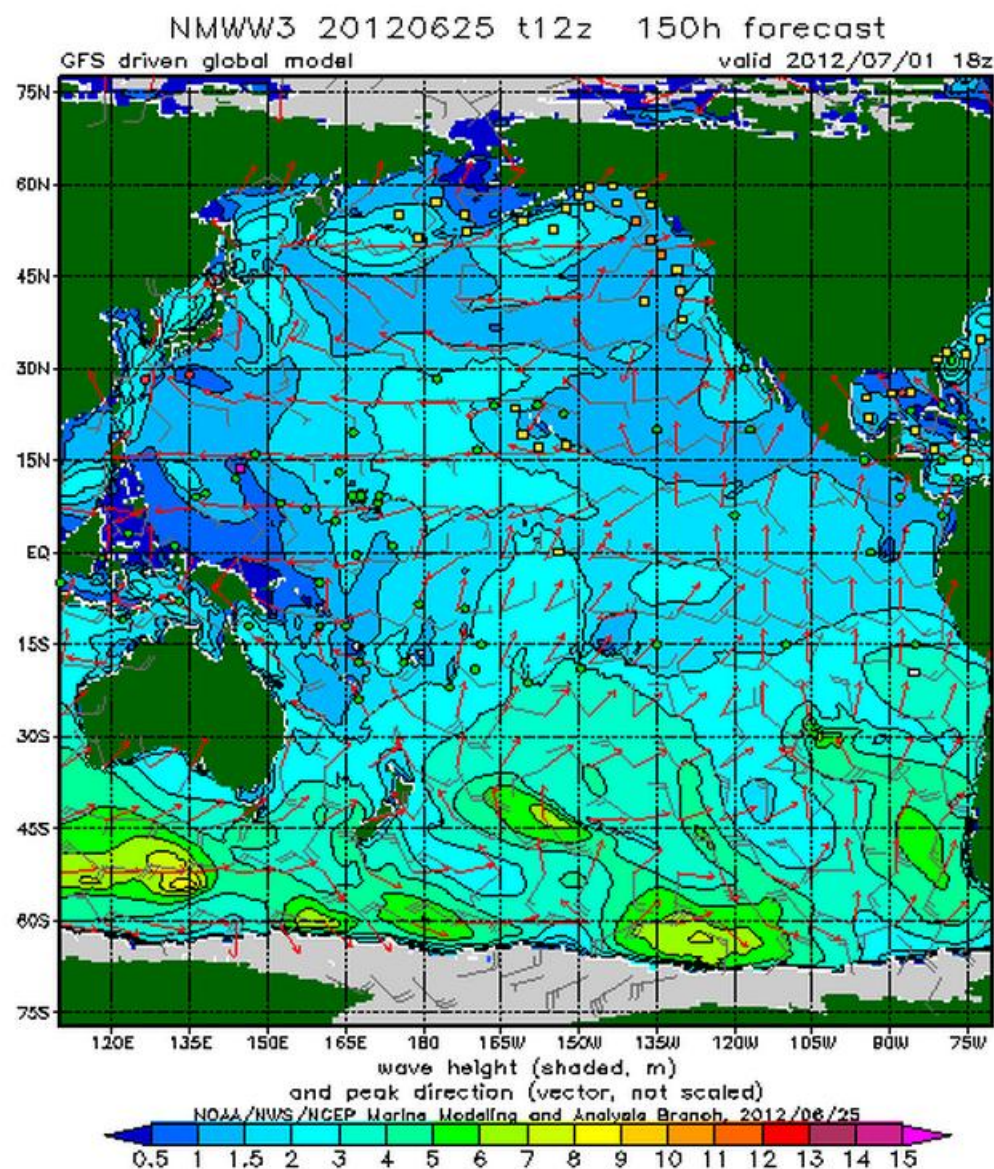 NMWW3 20120625 t12z 150h forecast
GFS driven global model valid 2012/07/01 18z
75N
60N
45N
30N
15N
EQ
15S
30S
45S
60S
75S
120E 135E 150E 165E 180 165W 150W 135W 120W 105W 90W 75W
wave height (shaded, m)
and peak direction (vector, not scaled)
NOAA/NWS/NCEP Marine Modeling and Analysis Branch, 2012/06/25
0.5 1 1.5 2 3 4 5 6 7 8 9 10 11 12 13 14 15